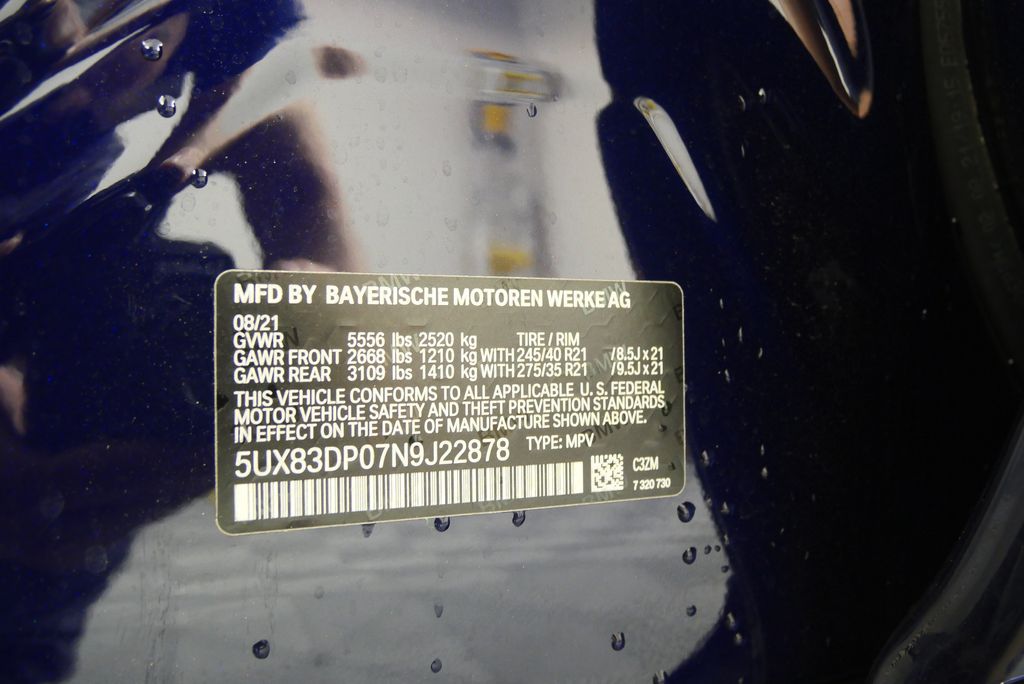 MFD BY BAYERISCHE MOTOREN WERKE AG
08/21
GVWR 5556 lbs 2520 kg TIRE / RIM
GAWR FRONT 2668 lbs 1210 kg WITH 245/40 R21 /8.5J x 21
GAWR REAR 3109 lbs 1410 kg WITH 275/35 R21 /9.5J x 21
THIS VEHICLE CONFORMS TO ALL APPLICABLE U. S. FEDERAL
MOTOR VEHICLE SAFETY AND THEFT PREVENTION STANDARDS
IN EFFECT ON THE DATE OF MANUFACTURE SHOWN ABOVE.
5UX83DP07N9J22878 TYPE: MPV
C3ZM
7 320 730